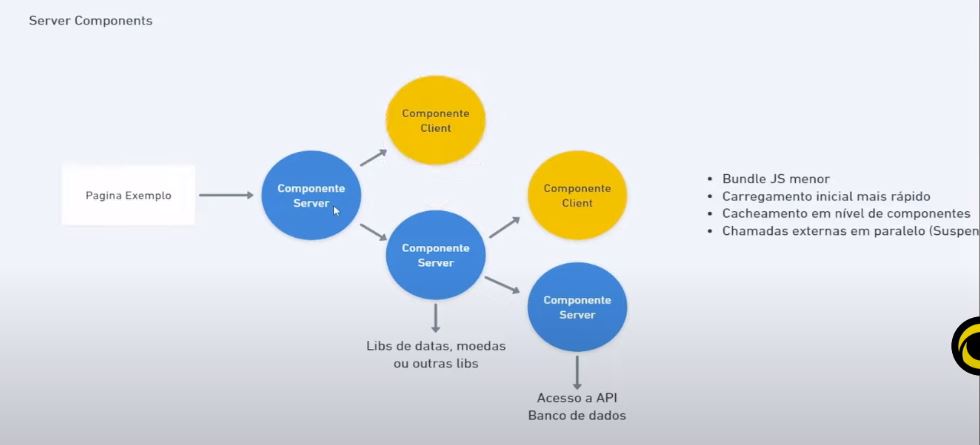 Server Components
Componente
Client
Pagina Exemplo
Componente
Server
Componente
Server
Componente
Client
Componente
Server
Libs de datas, moedas
ou outras libs
Acesso a API
Banco de dados
• Bundle JS menor
• Carregamento inicial mais rápido
• Cacheamento em nível de componentes
• Chamadas externas em paralelo (Suspen